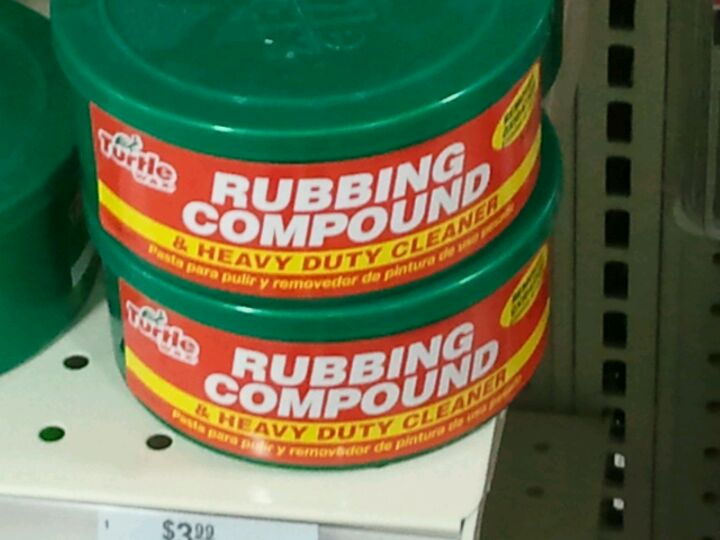 Turtle
WAX
RUBBING
COMPOUND
& HEAVY DUTY CLEANER
Pasta para pulir y removedor de pintura de uso pesado
Turtle
WAX
RUBBING
COMPOUND
& HEAVY DUTY CLEANER
Pasta para pulir y removedor de pintura de uso pesado
$3.99